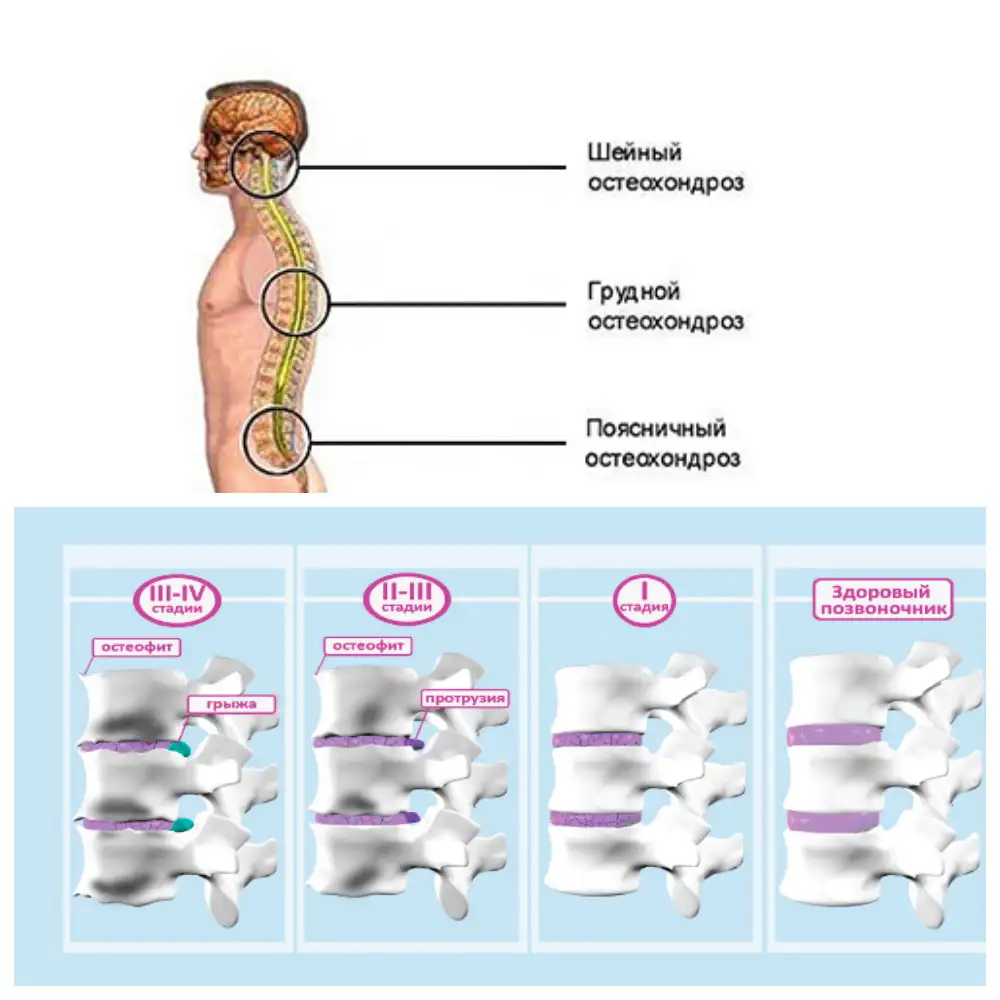 Шейный
остеохондроз
Грудной
остеохондроз
Поясничный
остеохондроз
III-IV
стадии
II-III
стадии
I
стадия
Здоровый
позвоночник
остеофит
остеофит
грыжа
протрузия